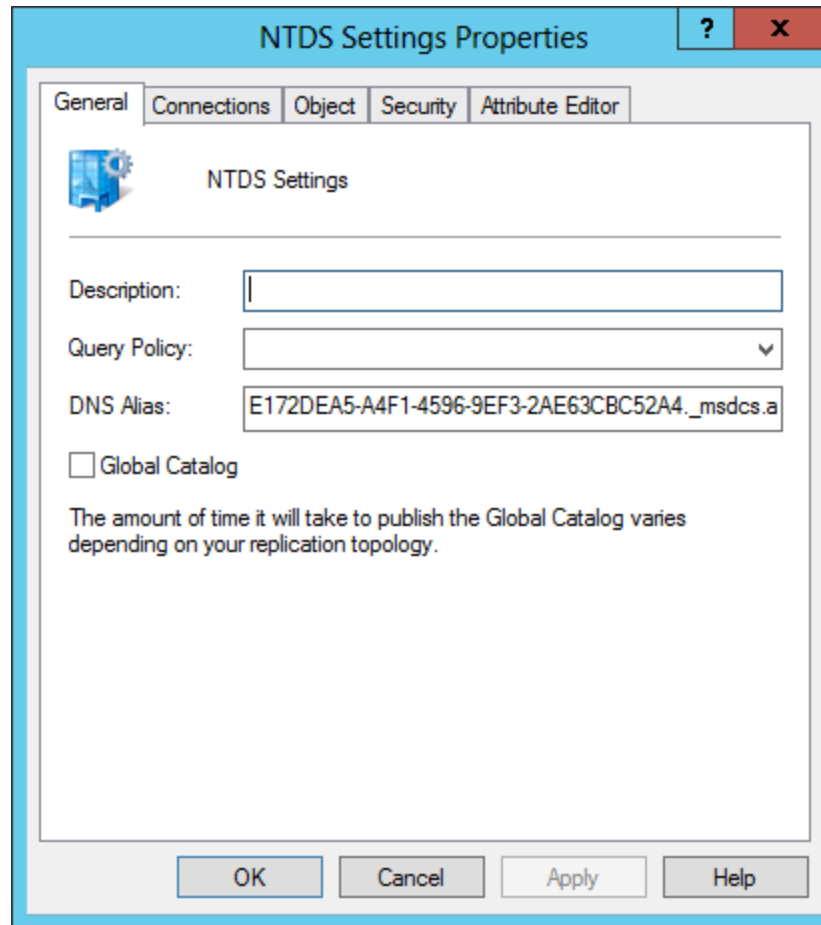 NTDS Settings Properties
?
x
General
Connections
Object
Security
Attribute Editor
NTDS Settings
Description:
Query Policy:
DNS Alias:
E172DEA5-A4F1-4596-9EF3-2AE63CBC52A4._msdcs.a
Global Catalog
The amount of time it will take to publish the Global Catalog varies
depending on your replication topology.
OK
Cancel
Apply
Help